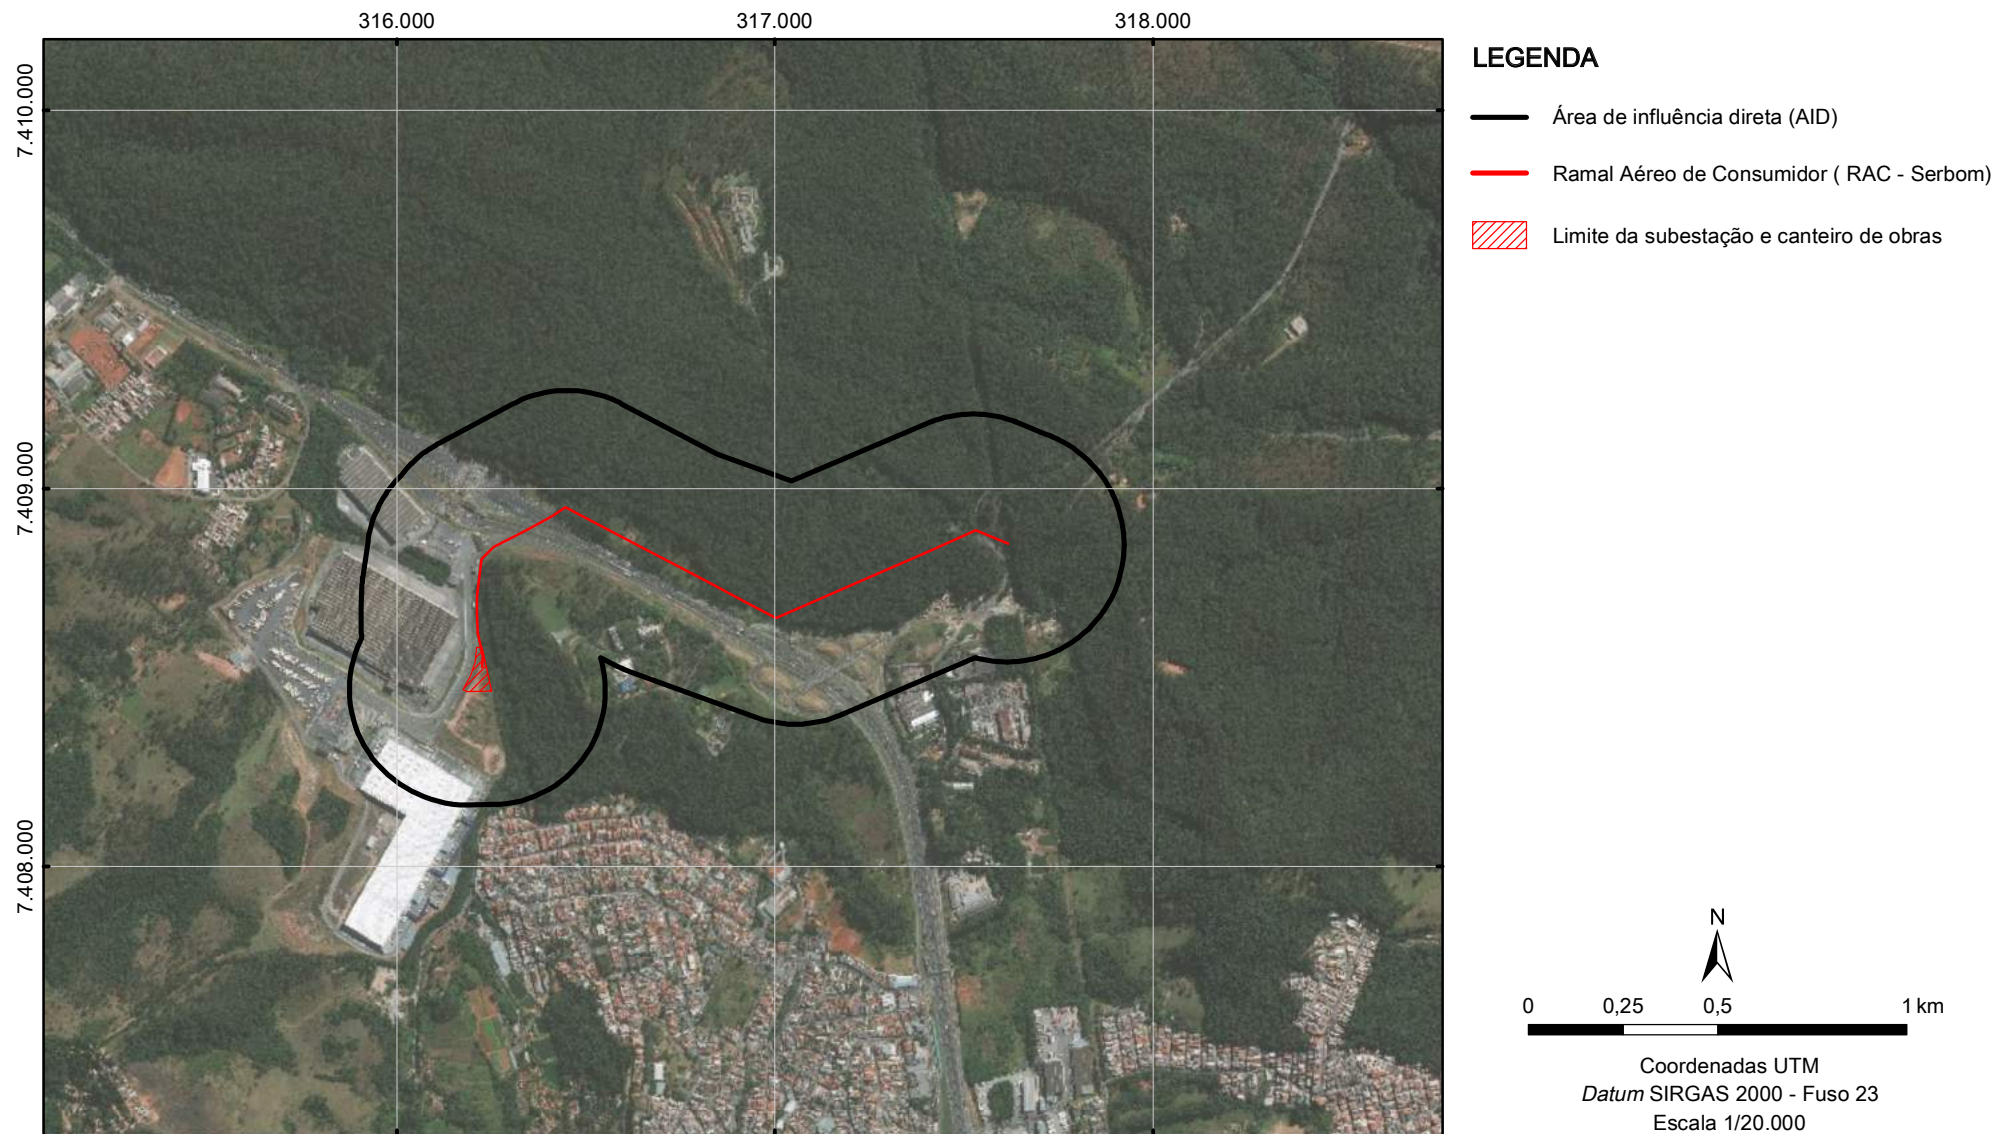 316.000
317.000
318.000
7.410.000
7.409.000
7.408.000
LEGENDA
Área de influência direta (AID)
Ramal Aéreo de Consumidor ( RAC - Serbom)
Limite da subestação e canteiro de obras
N
0 0,25 0,5 1 km
Coordenadas UTM
Datum SIRGAS 2000 - Fuso 23
Escala 1/20.000